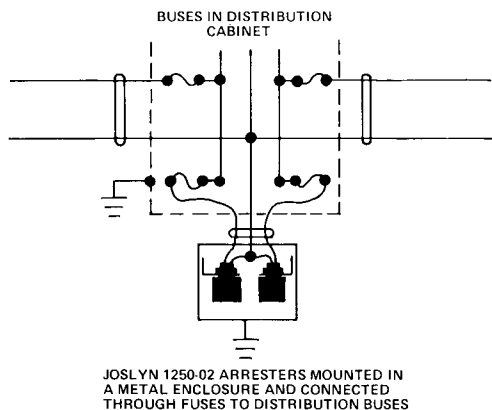 BUSES IN DISTRIBUTION
CABINET
JOSLYN 1250-02 ARRESTERS MOUNTED IN
A METAL ENCLOSURE AND CONNECTED
THROUGH FUSES TO DISTRIBUTION BUSES